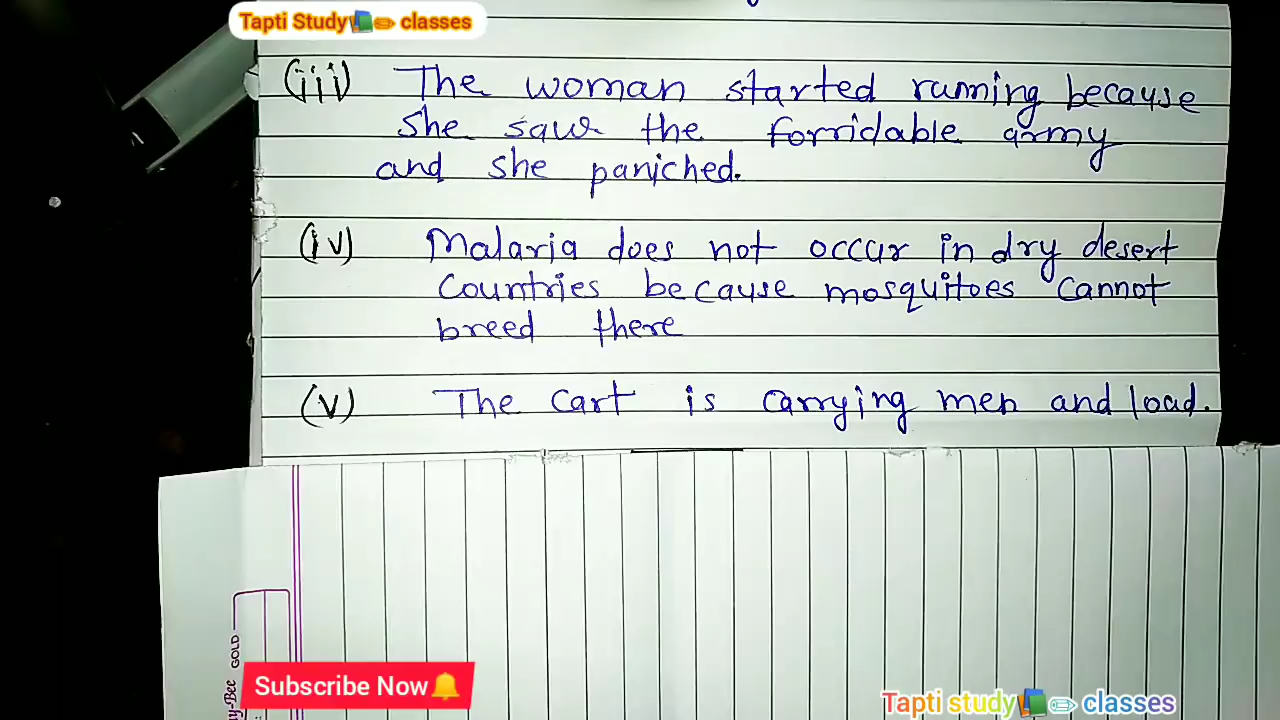 Tapti Study📚✏ classes
(iii) The woman started running because
she saw the forridable army
and she paniched.
(iv) Malaria does not occur in dry desert
Countries because mosquitoes cannot
breed there
(v) The cart is carrying men and load.
GOLD
Subscribe Now🔔
Tapti study📚✏ classes